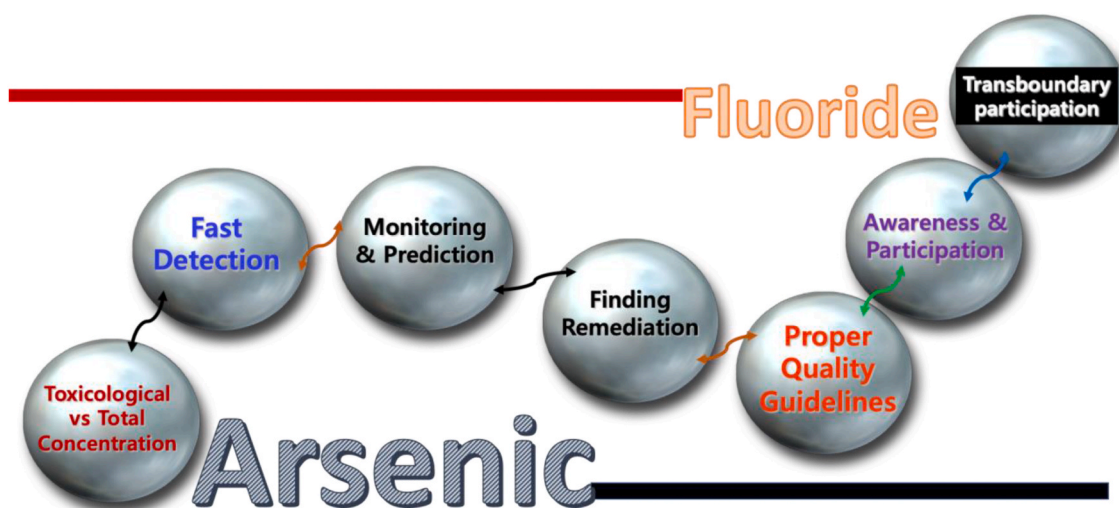 Fluoride
Transboundary
participation
Fast
Detection
Monitoring
& Prediction
Awareness &
Participation
Finding
Remediation
Proper
Quality
Guidelines
Toxicological
vs Total
Concentration
Arsenic